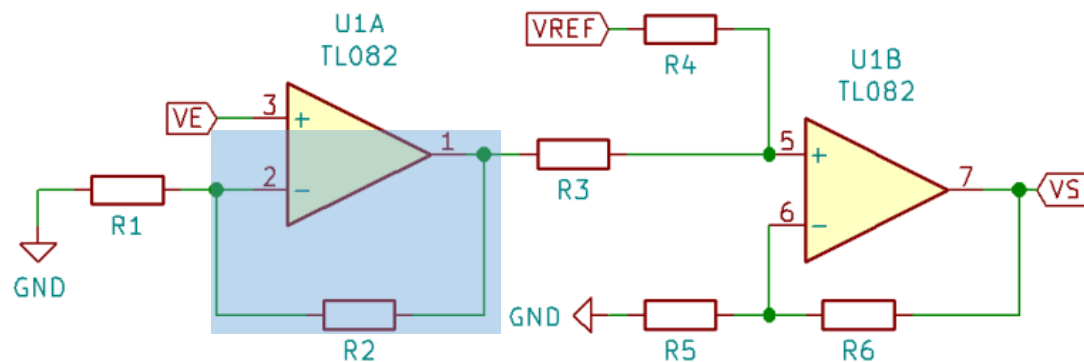 U1A
TL082
VE
3
+
2
-
1
R1
GND
R2
R3
VREF
R4
U1B
TL082
5
+
6
-
7
VS
GND
R5
R6